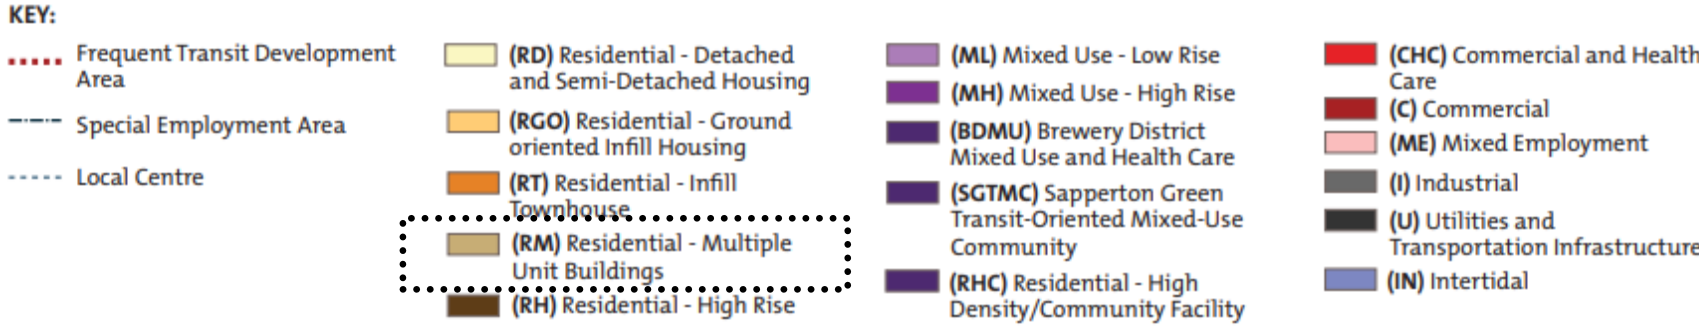 KEY:
Frequent Transit Development
Area
Special Employment Area
Local Centre
(RD) Residential - Detached
and Semi-Detached Housing
(RGO) Residential - Ground
oriented Infill Housing
(RT) Residential - Infill
Townhouse
(RM) Residential - Multiple
Unit Buildings
(RH) Residential - High Rise
(ML) Mixed Use - Low Rise
(MH) Mixed Use - High Rise
(BDMU) Brewery District
Mixed Use and Health Care
(SGTMC) Sapperton Green
Transit-Oriented Mixed-Use
Community
(RHC) Residential - High
Density/Community Facility
(CHC) Commercial and Health
Care
(C) Commercial
(ME) Mixed Employment
(I) Industrial
(U) Utilities and
Transportation Infrastructure
(IN) Intertidal